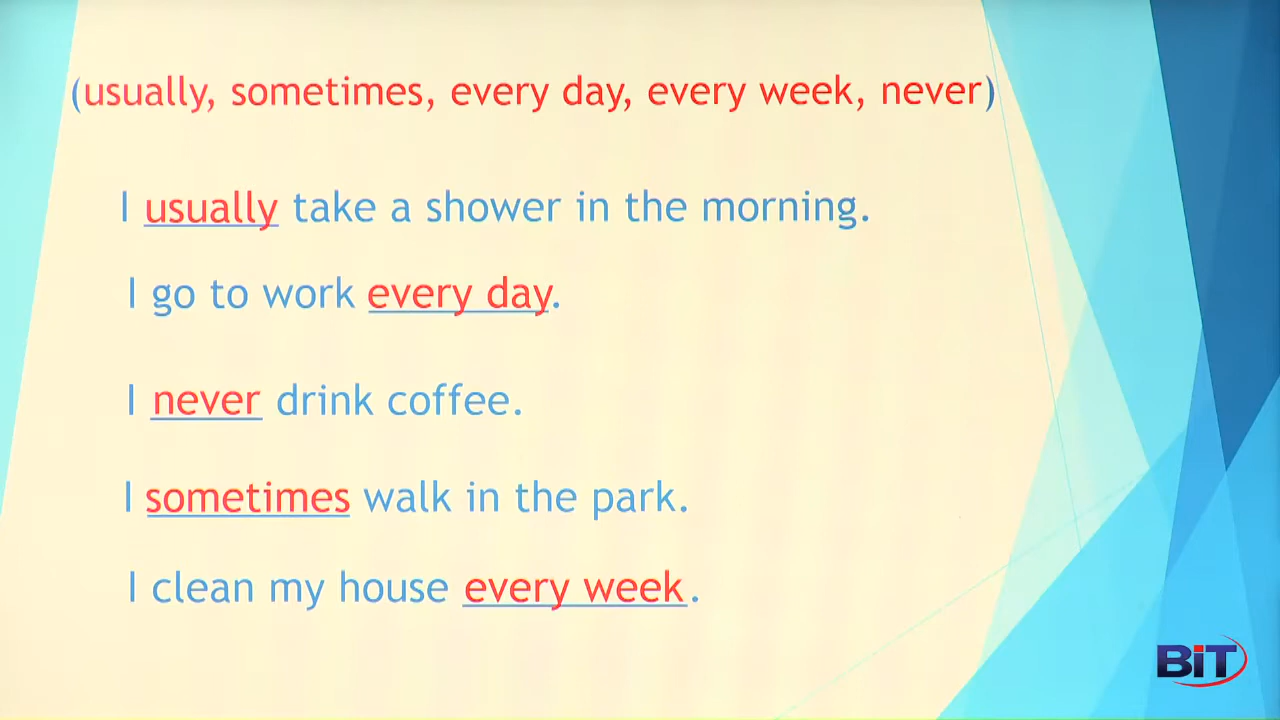 (usually, sometimes, every day, every week, never)
I usually take a shower in the morning.
I go to work every day.
I never drink coffee.
I sometimes walk in the park.
I clean my house every week.
BiT